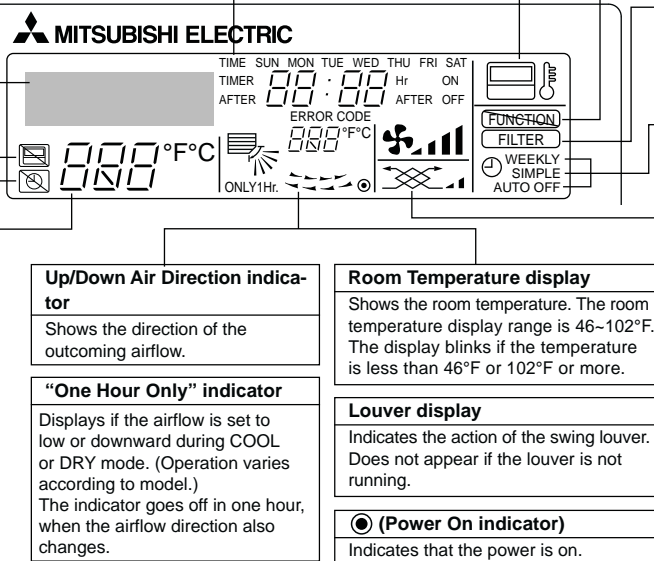 MITSUBISHI ELECTRIC
TIME SUN MON TUE WED THU FRI SAT
TIMER 88:88 Hr ON
AFTER AFTER OFF
ERROR CODE
888°F°C
888°F°C
ONLY1Hr.
FUNCTION
FILTER
WEEKLY
SIMPLE
AUTO OFF
Up/Down Air Direction indica-
tor
Shows the direction of the
outcoming airflow.
“One Hour Only” indicator
Displays if the airflow is set to
low or downward during COOL
or DRY mode. (Operation varies
according to model.)
The indicator goes off in one hour,
when the airflow direction also
changes.
Room Temperature display
Shows the room temperature. The room
temperature display range is 46~102°F.
The display blinks if the temperature
is less than 46°F or 102°F or more.
Louver display
Indicates the action of the swing louver.
Does not appear if the louver is not
running.
(Power On indicator)
Indicates that the power is on.